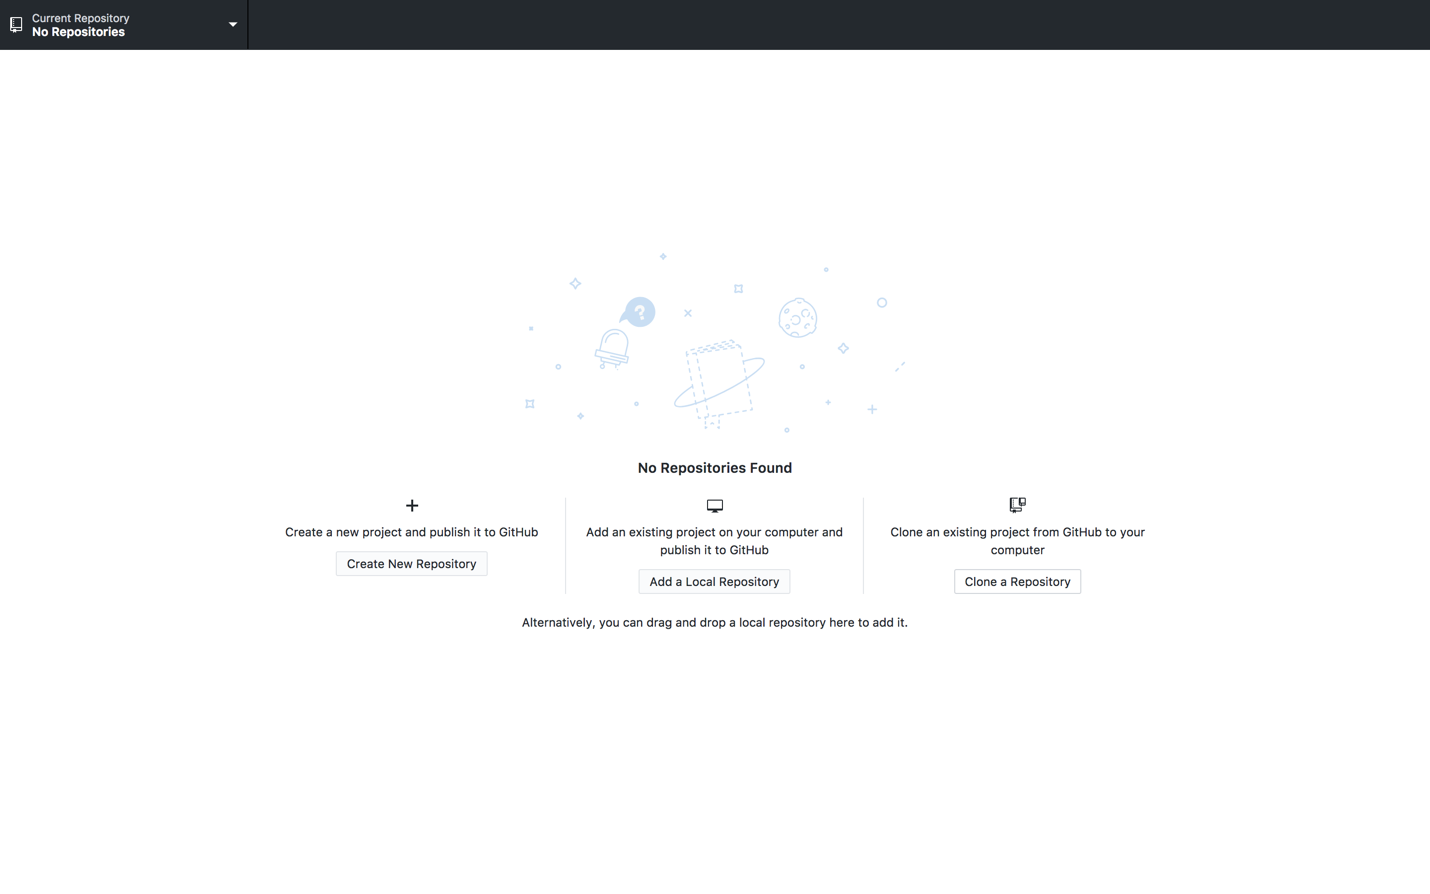 Current Repository
No Repositories
?
No Repositories Found
Create a new project and publish it to GitHub
Create New Repository
Add an existing project on your computer and
publish it to GitHub
Add a Local Repository
Clone an existing project from GitHub to your
computer
Clone a Repository
Alternatively, you can drag and drop a local repository here to add it.